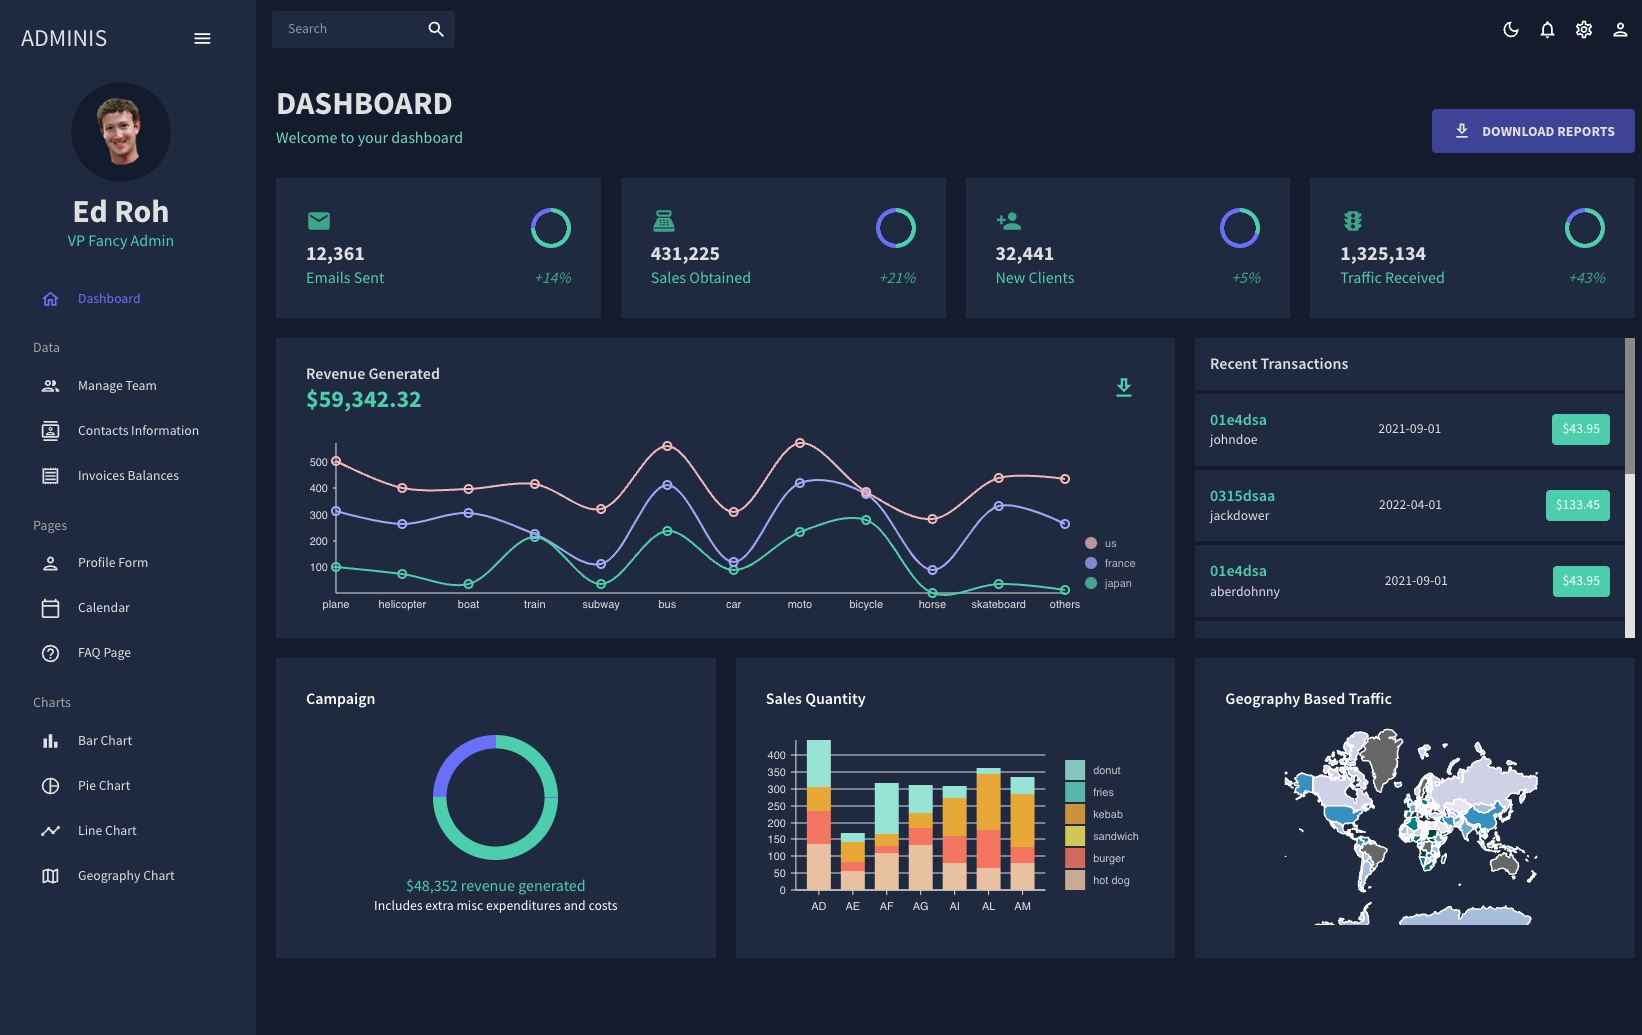 ADMINIS
Search
Ed Roh
VP Fancy Admin
Dashboard
Data
Manage Team
Contacts Information
Invoices Balances
Pages
Profile Form
Calendar
FAQ Page
Charts
Bar Chart
Pie Chart
Line Chart
Geography Chart
DASHBOARD
Welcome to your dashboard
DOWNLOAD REPORTS
12,361
Emails Sent +14%
431,225
Sales Obtained +21%
32,441
New Clients +5%
1,325,134
Traffic Received +43%
Revenue Generated
$59,342.32
500
400
300
200
100
plane helicopter boat train subway bus car moto bicycle horse skateboard others
us
france
japan
Recent Transactions
01e4dsa
johndoe
2021-09-01
$43.95
0315dsaa
jackdower
2022-04-01
$133.45
01e4dsa
aberdohnny
2021-09-01
$43.95
Campaign
$48,352 revenue generated
Includes extra misc expenditures and costs
Sales Quantity
400
350
300
250
200
150
100
50
0
AD AE AF AG AI AL AM
donut
fries
kebab
sandwich
burger
hot dog
Geography Based Traffic